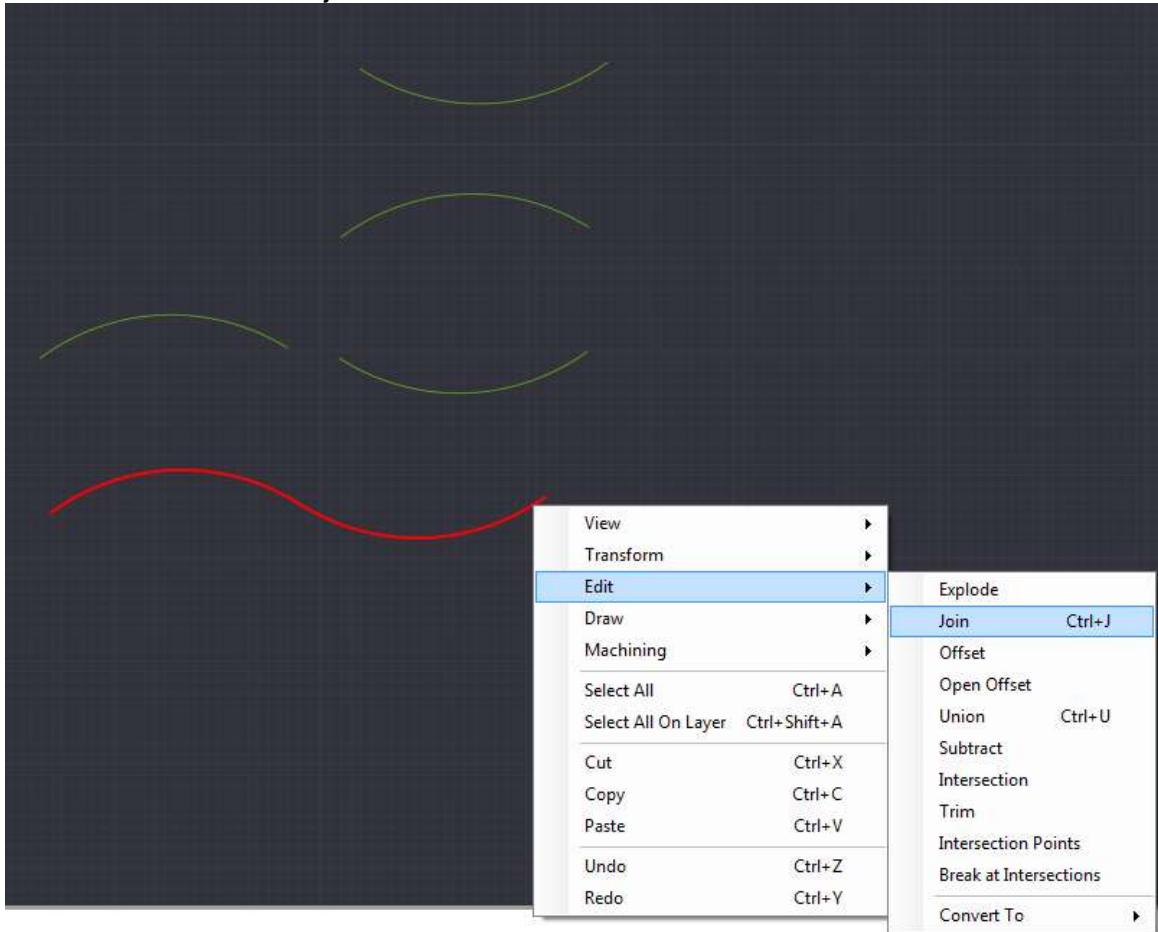 View
Transform
Edit
Draw
Machining
Select All Ctrl+A
Select All On Layer Ctrl+Shift+A
Cut Ctrl+X
Copy Ctrl+C
Paste Ctrl+V
Undo Ctrl+Z
Redo Ctrl+Y
Explode
Join Ctrl+J
Offset
Open Offset
Union Ctrl+U
Subtract
Intersection
Trim
Intersection Points
Break at Intersections
Convert To